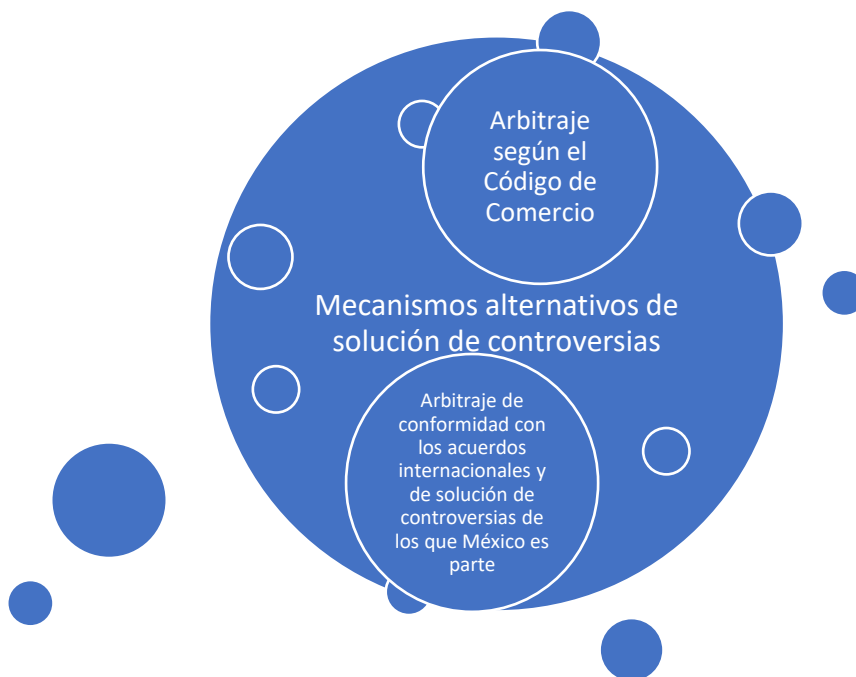 Arbitraje
según el
Código de
Comercio
Mecanismos alternativos de
solución de controversias
Arbitraje de
conformidad con
los acuerdos
internacionales y
de solución de
controversias de
los que México es
parte